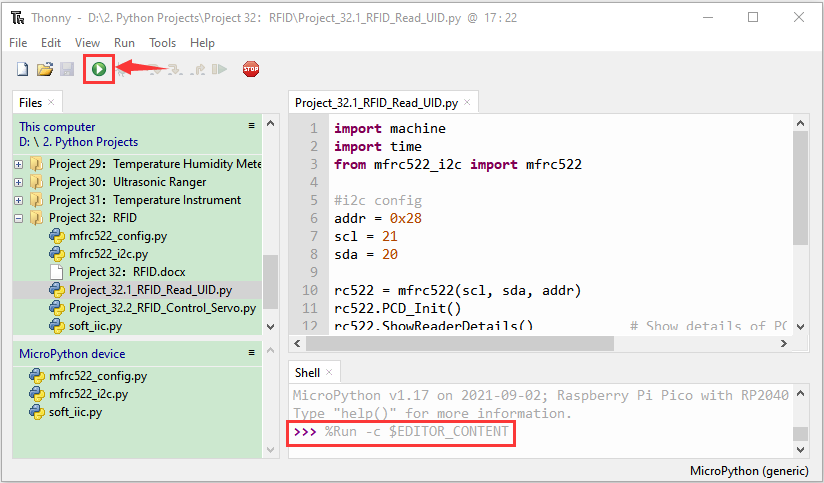 Thonny - D:\2. Python Projects\Project 32：RFID\Project_32.1_RFID_Read_UID.py @ 17 : 22
File Edit View Run Tools Help
STOP
Files
This computer
D: \ 2. Python Projects
Project 29：Temperature Humidity Mete
Project 30：Ultrasonic Ranger
Project 31：Temperature Instrument
Project 32：RFID
mfrc522_config.py
mfrc522_i2c.py
Project 32：RFID.docx
Project_32.1_RFID_Read_UID.py
Project_32.2_RFID_Control_Servo.py
soft_iic.py
MicroPython device
mfrc522_config.py
mfrc522_i2c.py
soft_iic.py
Project_32.1_RFID_Read_UID.py
1 import machine
2 import time
3 from mfrc522_i2c import mfrc522
4
5 #i2c config
6 addr = 0x28
7 scl = 21
8 sda = 20
9
10 rc522 = mfrc522(scl, sda, addr)
11 rc522.PCD_Init()
12 rc522.ShowReaderDetails() # Show details of PC
Shell
MicroPython v1.17 on 2021-09-02; Raspberry Pi Pico with RP2040
Type "help()" for more information.
>>> %Run -c $EDITOR_CONTENT
MicroPython (generic)